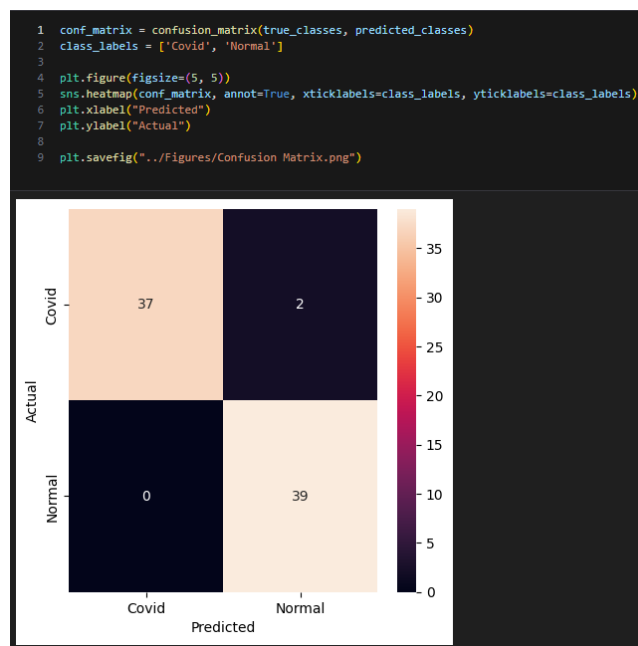 1 conf_matrix = confusion_matrix(true_classes, predicted_classes)
2 class_labels = ['Covid', 'Normal']
3
4 plt.figure(figsize=(5, 5))
5 sns.heatmap(conf_matrix, annot=True, xticklabels=class_labels, yticklabels=class_labels)
6 plt.xlabel("Predicted")
7 plt.ylabel("Actual")
8
9 plt.savefig("../Figures/Confusion Matrix.png")
Actual
Covid
37
2
Normal
0
39
Covid
Normal
Predicted
35
30
25
20
15
10
5
0